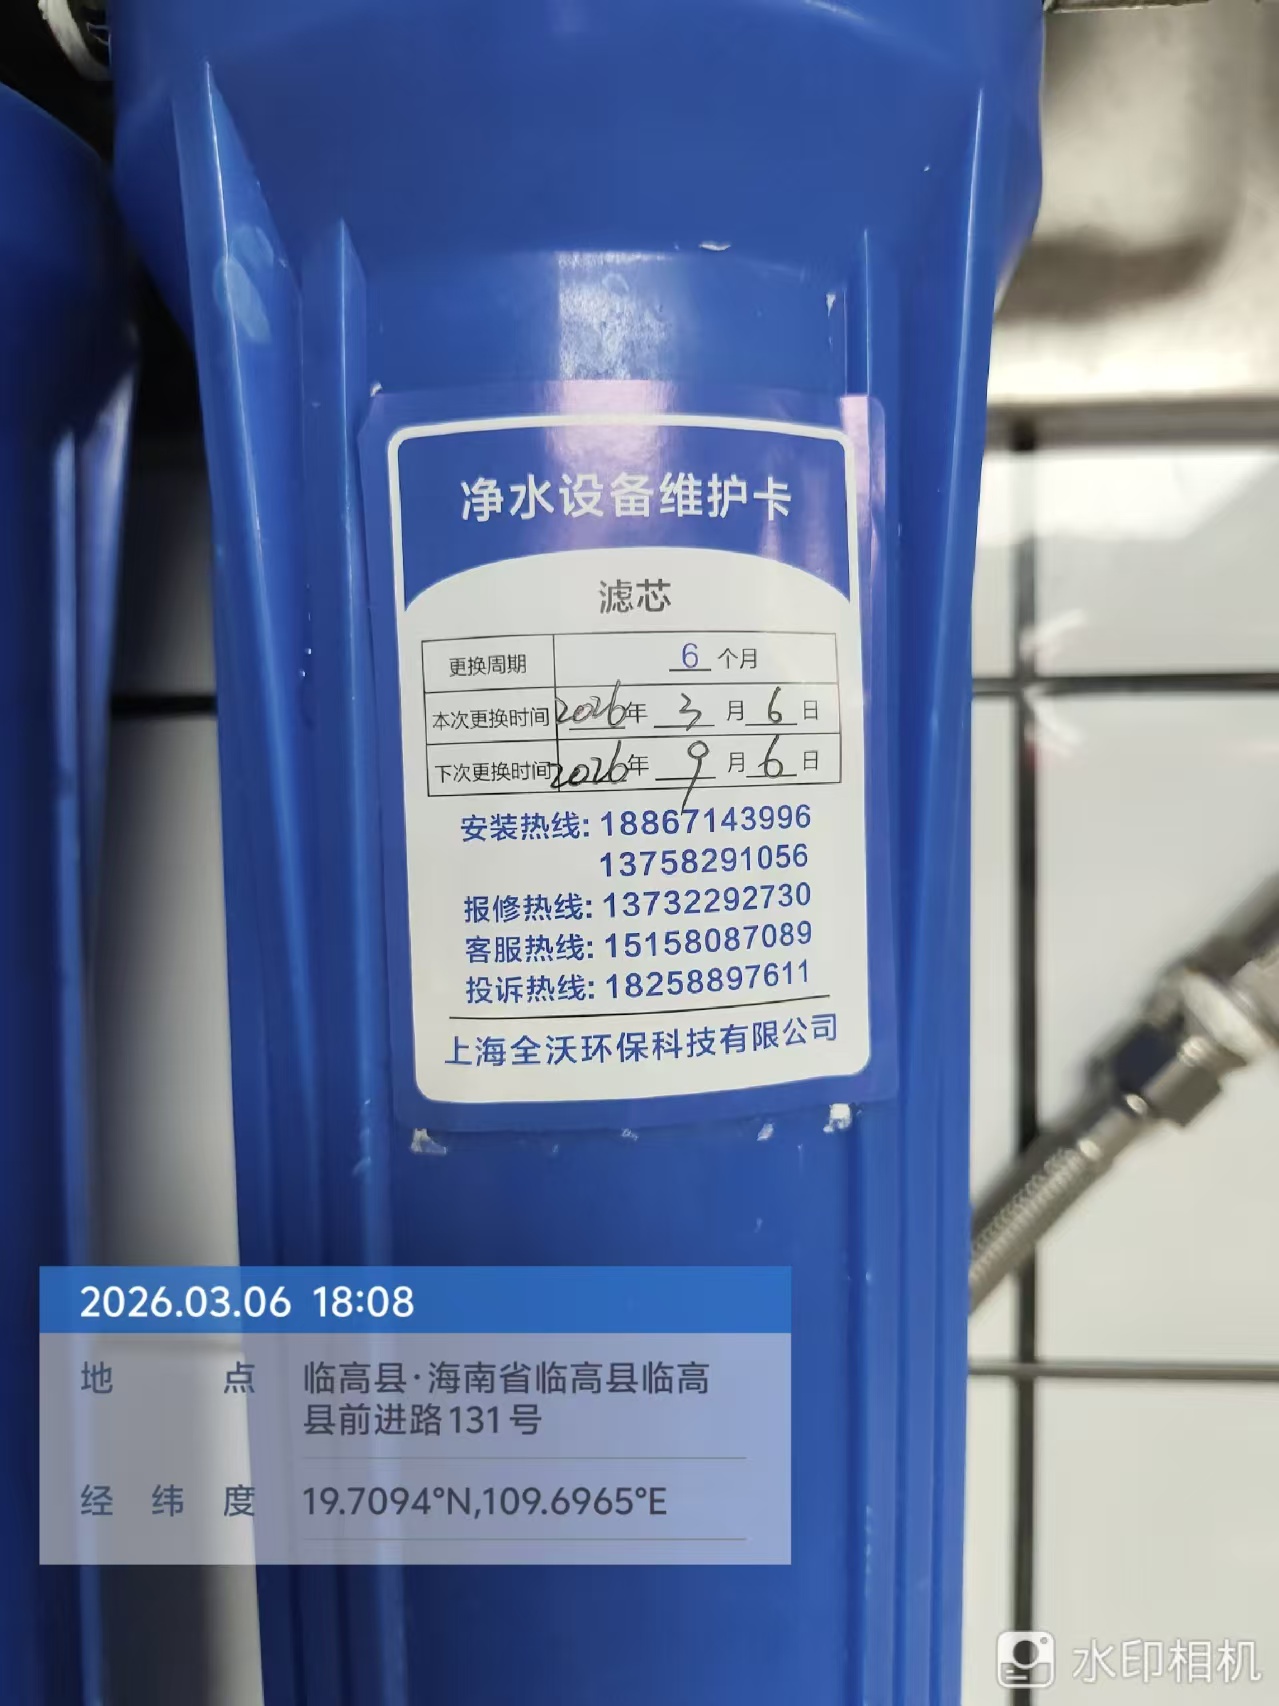 净水设备维护卡
滤芯
更换周期 6 个月
本次更换时间 2026年 3 月 6 日
下次更换时间 2026年 9 月 6 日
安装热线: 18867143996
13758291056
报修热线: 13732292730
客服热线: 15158087089
投诉热线: 18258897611
上海全沃环保科技有限公司
2026.03.06 18:08
地点 临高县·海南省临高县临高
县前进路131号
经纬度 19.7094°N,109.6965°E
水印相机